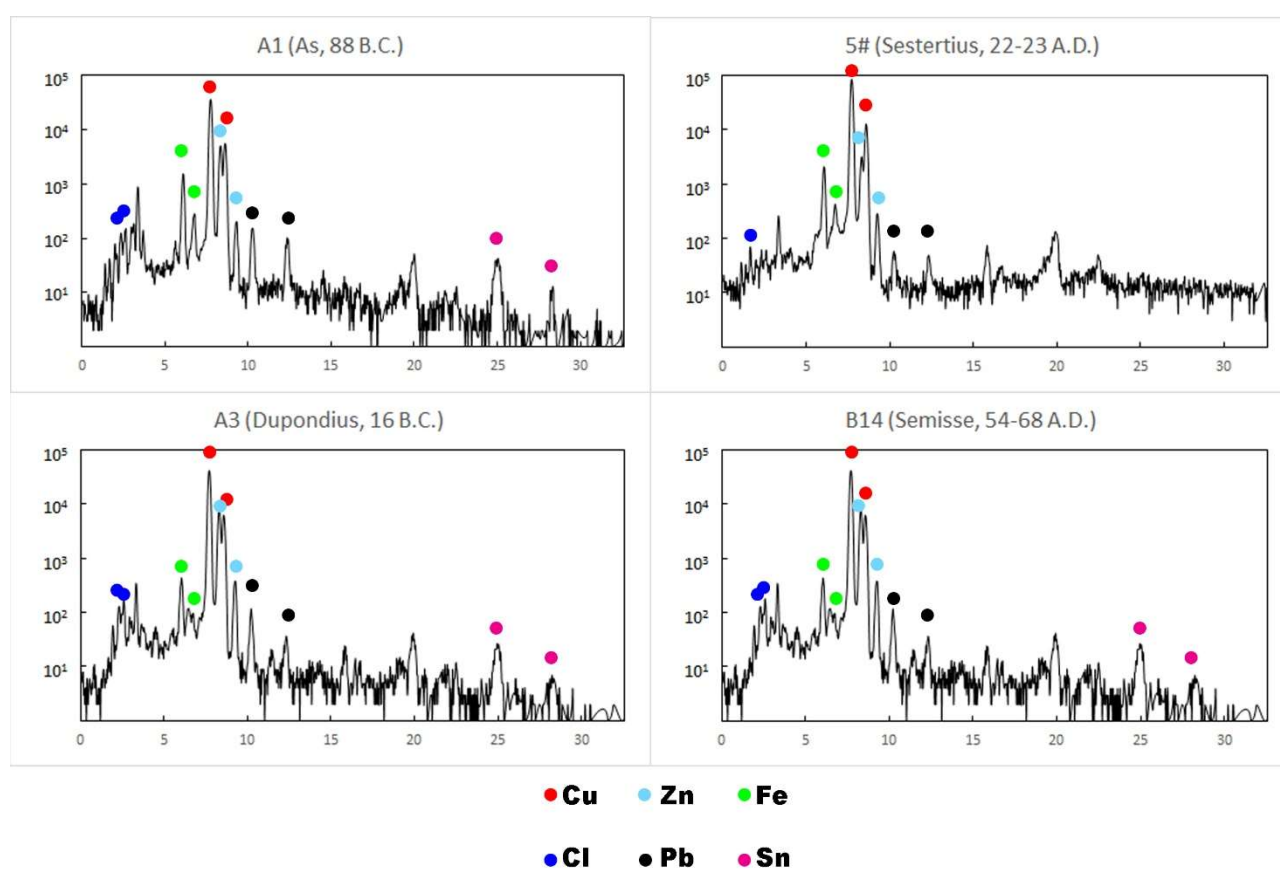 A1 (As, 88 B.C.)
10⁵
10⁴
10³
10²
10¹
0 5 10 15 20 25 30
5# (Sestertius, 22-23 A.D.)
10⁵
10⁴
10³
10²
10¹
0 5 10 15 20 25 30
A3 (Dupondius, 16 B.C.)
10⁵
10⁴
10³
10²
10¹
0 5 10 15 20 25 30
B14 (Semisse, 54-68 A.D.)
10⁵
10⁴
10³
10²
10¹
0 5 10 15 20 25 30
Cu Zn Fe
Cl Pb Sn